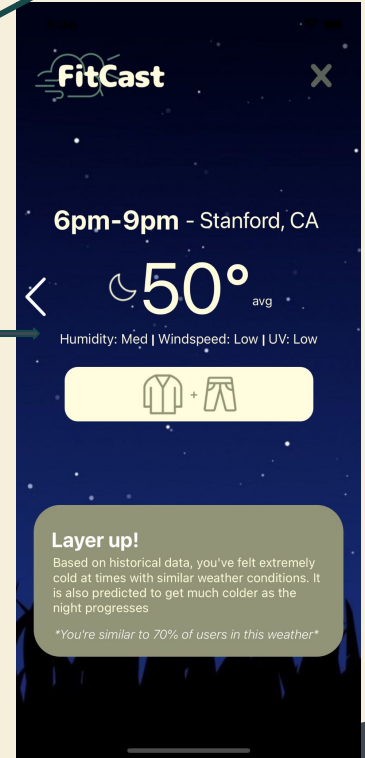 FitCast
X
6pm-9pm - Stanford, CA
50°
avg
Humidity: Med | Windspeed: Low | UV: Low
+
Layer up!
Based on historical data, you've felt extremely
cold at times with similar weather conditions. It
is also predicted to get much colder as the
night progresses
*You're similar to 70% of users in this weather*